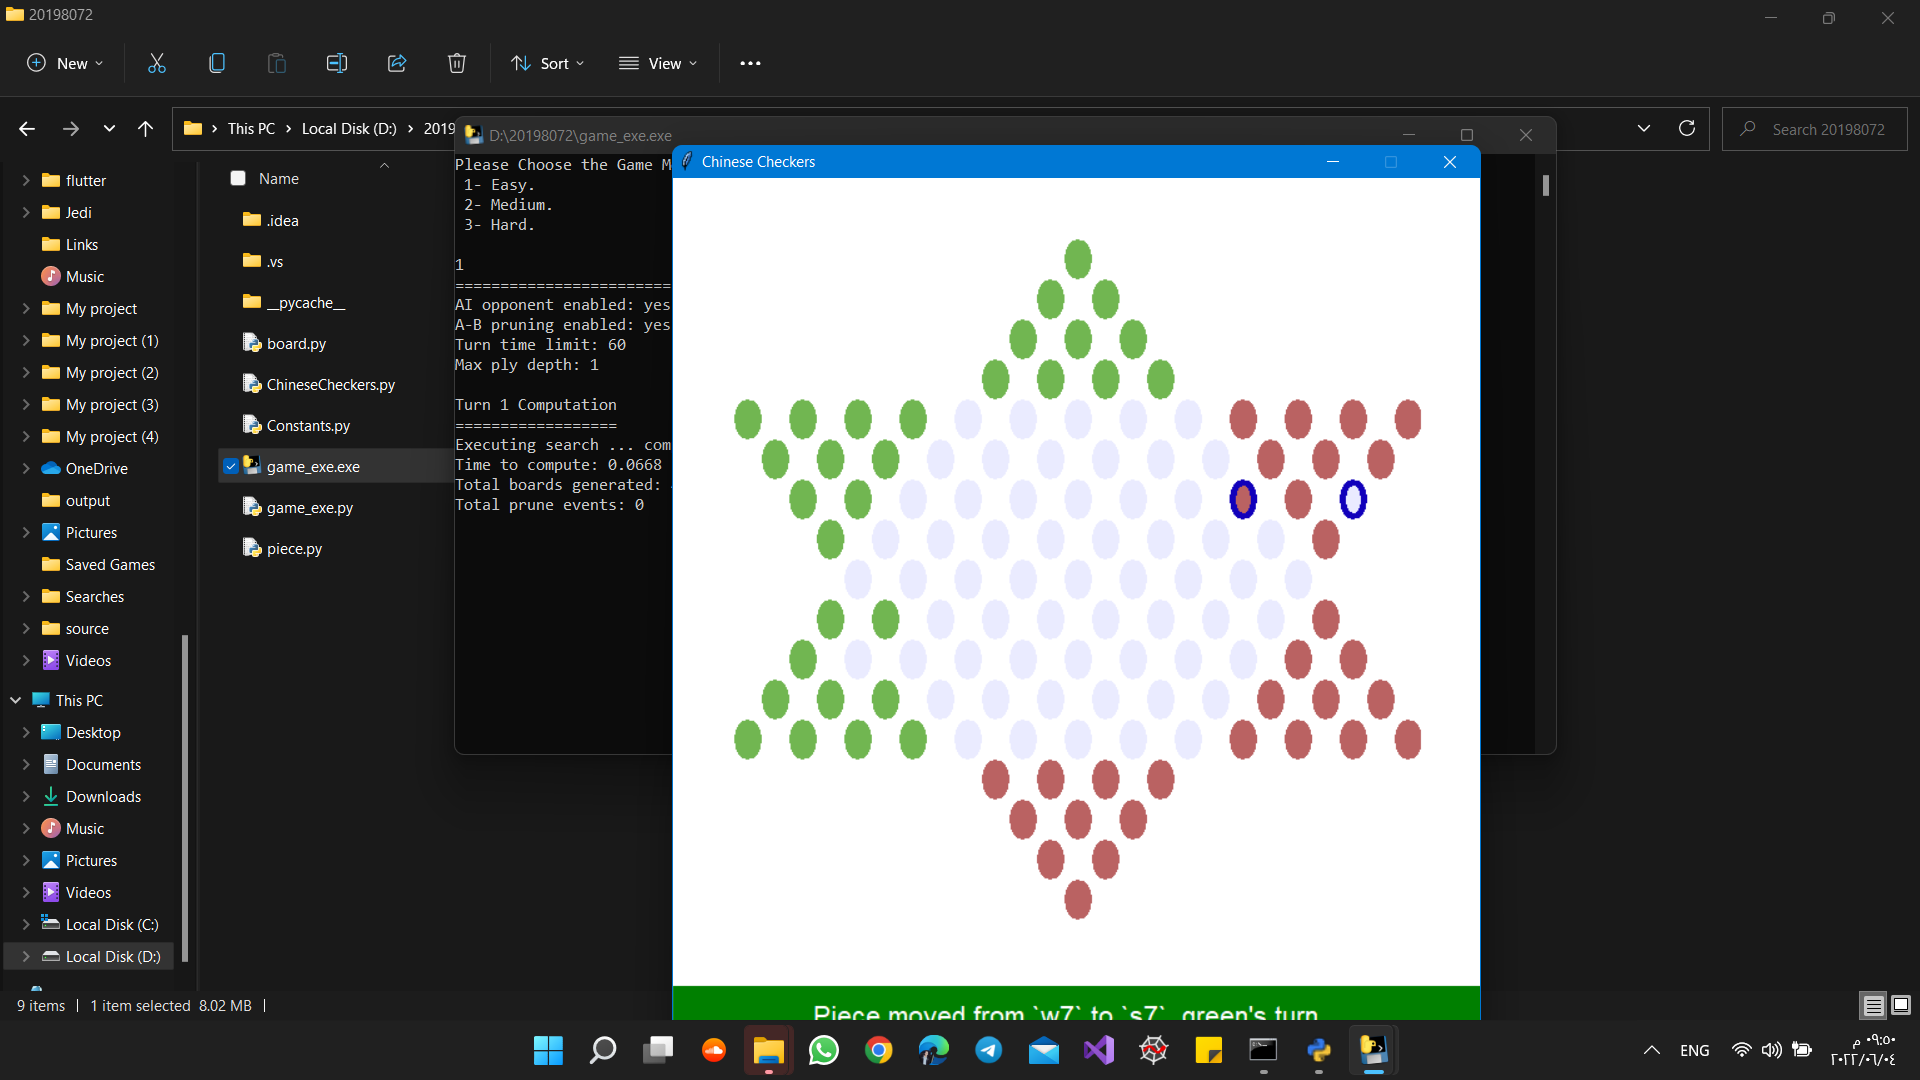 20198072
New
Sort
View
This PC
Local Disk (D:)
2019
Search 20198072
flutter
Jedi
Links
Music
My project
My project (1)
My project (2)
My project (3)
My project (4)
OneDrive
output
Pictures
Saved Games
Searches
source
Videos
This PC
Desktop
Documents
Downloads
Music
Pictures
Videos
Local Disk (C:)
Local Disk (D:)
Name
.idea
.vs
__pycache__
board.py
ChineseCheckers.py
Constants.py
game_exe.exe
game_exe.py
piece.py
D:\20198072\game_exe.exe
Please Choose the Game M
1- Easy.
2- Medium.
3- Hard.
1
========================
AI opponent enabled: yes
A-B pruning enabled: yes
Turn time limit: 60
Max ply depth: 1
Turn 1 Computation
==================
Executing search ... com
Time to compute: 0.0668
Total boards generated:
Total prune events: 0
Chinese Checkers
Piece moved from `w7` to `s7`, green's turn
9 items
1 item selected 8.02 MB
ENG
٠٩:٥٠ م
٢٠٢٢/٠٦/٠٤